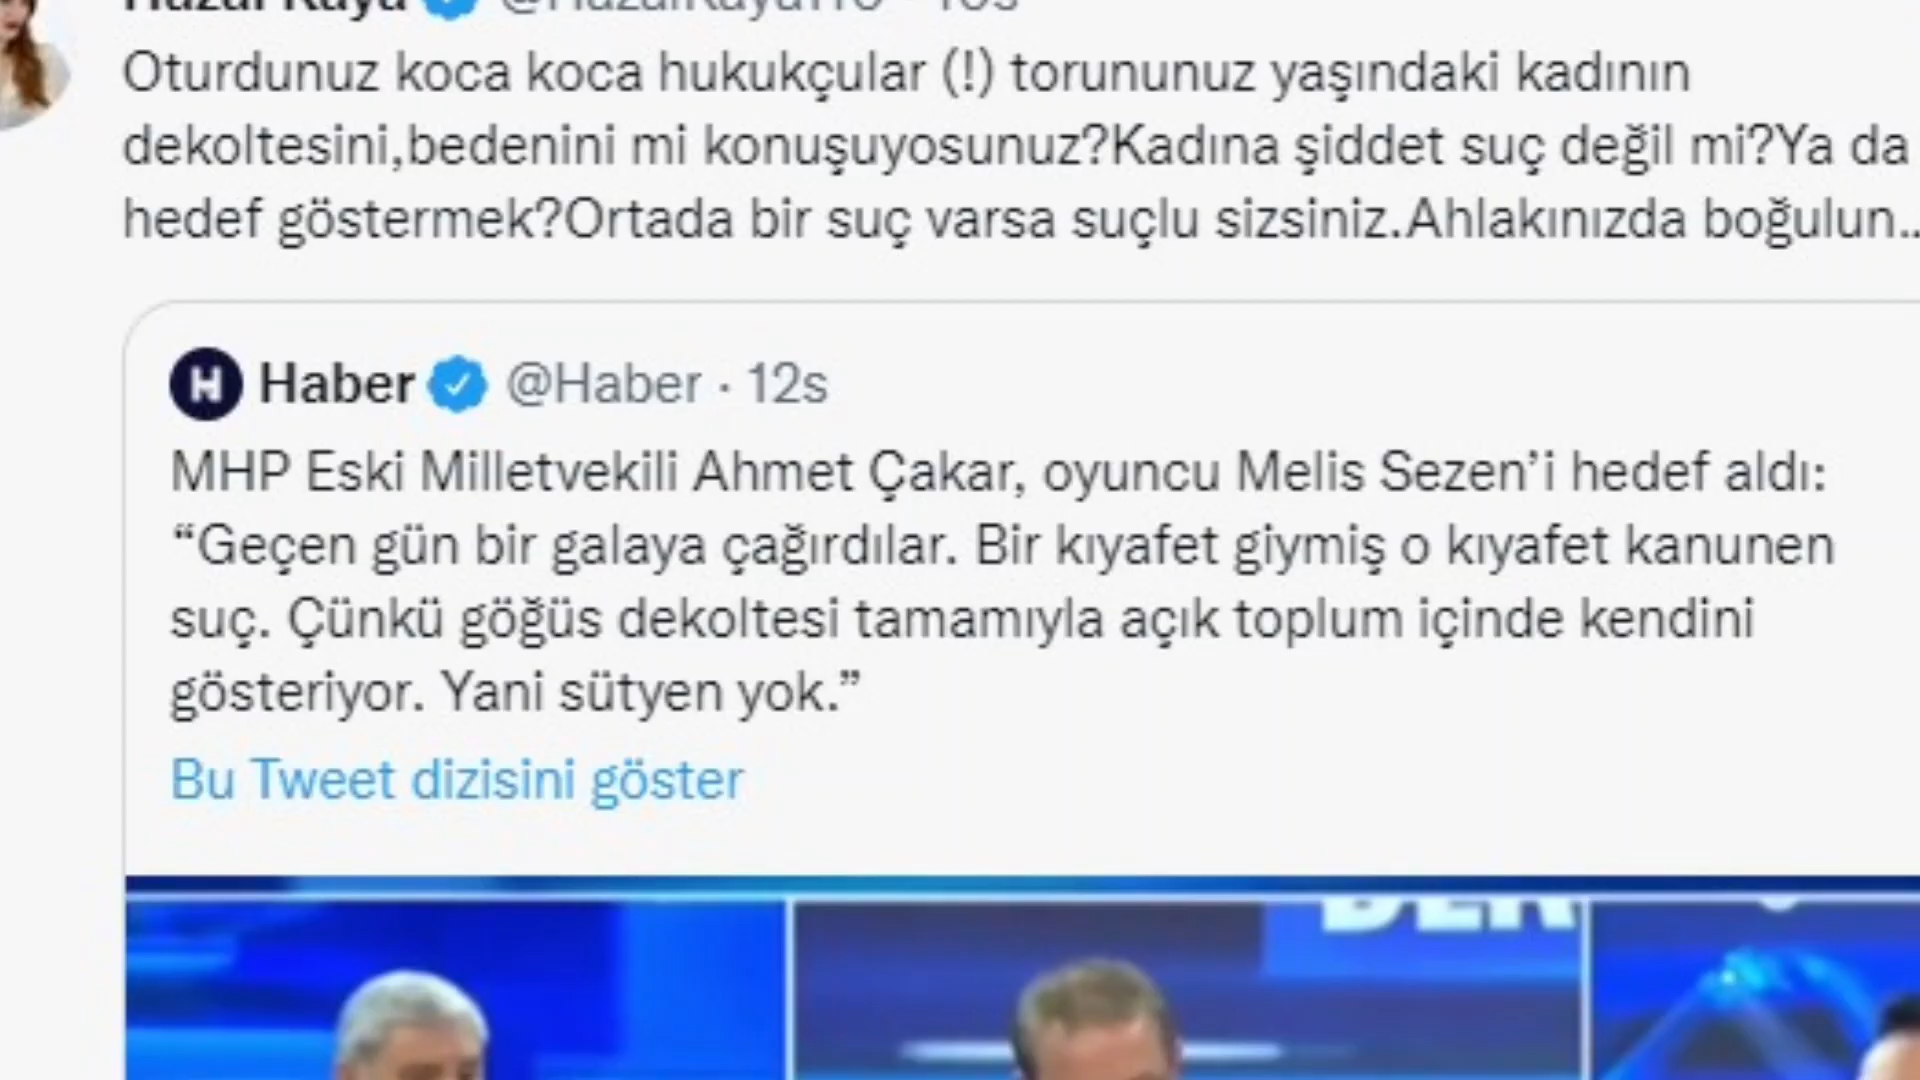 Hazal Kaya
Oturdunuz koca koca hukukçular (!) torununuz yaşındaki kadının
dekoltesini,bedenini mi konuşuyosunuz?Kadına şiddet suç değil mi?Ya da
hedef göstermek?Ortada bir suç varsa suçlu sizsiniz.Ahlakınızda boğulun..
H Haber @Haber · 12s
MHP Eski Milletvekili Ahmet Çakar, oyuncu Melis Sezen’i hedef aldı:
“Geçen gün bir galaya çağırdılar. Bir kıyafet giymiş o kıyafet kanunen
suç. Çünkü göğüs dekoltesi tamamıyla açık toplum içinde kendini
gösteriyor. Yani sütyen yok.”
Bu Tweet dizisini göster